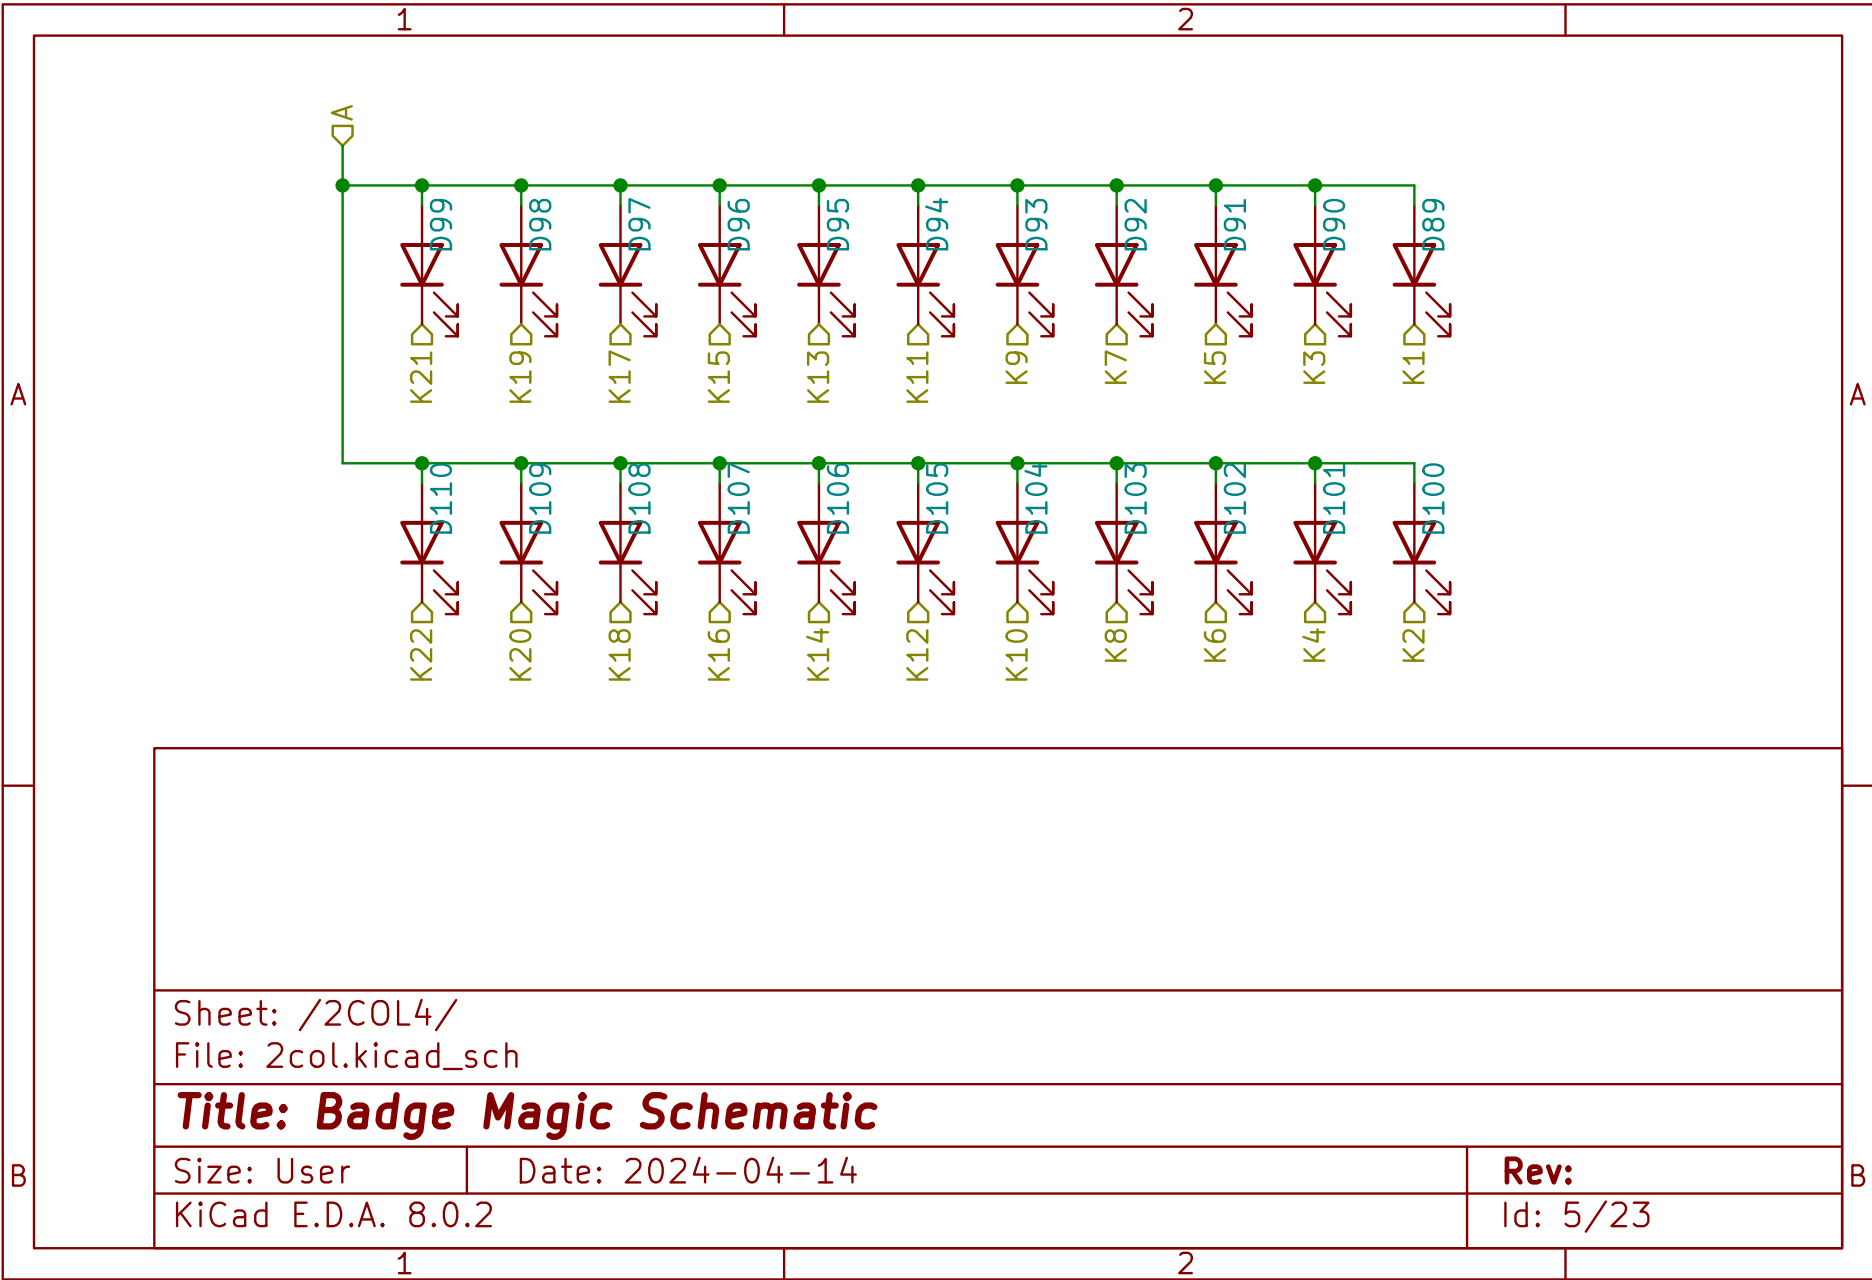 1 2
A
D99 D98 D97 D96 D95 D94 D93 D92 D91 D90 D89
K21 K19 K17 K15 K13 K11 K9 K7 K5 K3 K1
A A
D110 D109 D108 D107 D106 D105 D104 D103 D102 D101 D100
K22 K20 K18 K16 K14 K12 K10 K8 K6 K4 K2
Sheet: /2COL4/
File: 2col.kicad_sch
Title: Badge Magic Schematic
B Size: User Date: 2024-04-14 Rev: B
KiCad E.D.A. 8.0.2 Id: 5/23
1 2